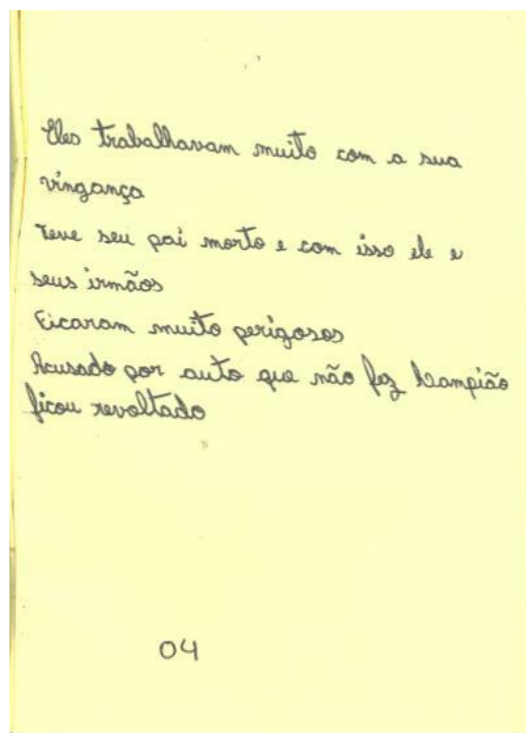 Eles trabalhavam muito com a sua
vingança
Teve seu pai morto e com isso ele e
seus irmãos
Ficaram muito perigosos
Acusado por auto que não fez Lampião
ficou revoltado
04